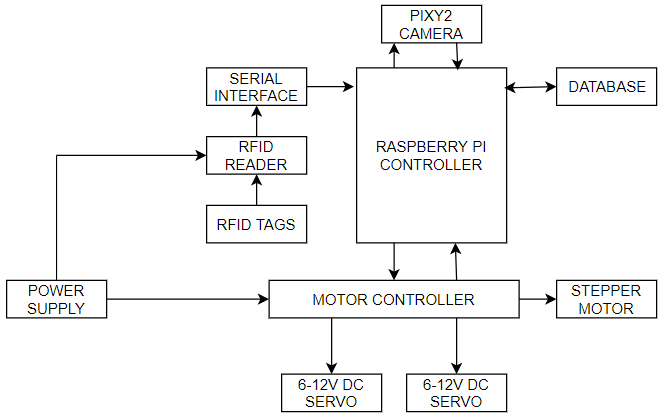 PIXY2
CAMERA
SERIAL
INTERFACE
DATABASE
RFID
READER
RASPBERRY PI
CONTROLLER
RFID TAGS
POWER
SUPPLY
MOTOR CONTROLLER
STEPPER
MOTOR
6-12V DC
SERVO
6-12V DC
SERVO